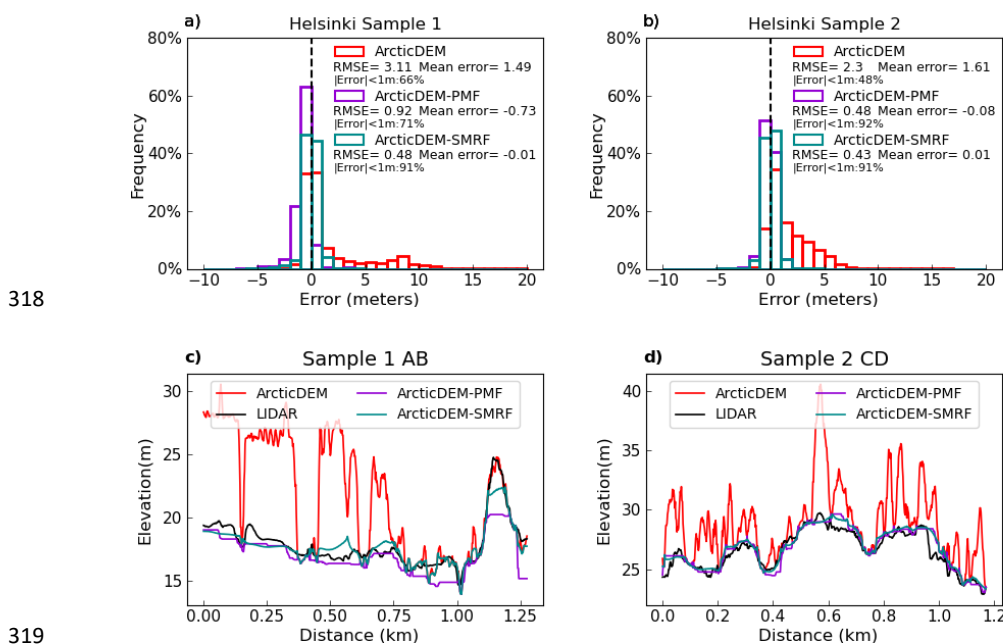 a) Helsinki Sample 1
80%
60%
40%
20%
0%
Frequency
ArcticDEM
RMSE= 3.11 Mean error= 1.49
|Error|<1m:66%
ArcticDEM-PMF
RMSE= 0.92 Mean error= -0.73
|Error|<1m:71%
ArcticDEM-SMRF
RMSE= 0.48 Mean error= -0.01
|Error|<1m:91%
−10 −5 0 5 10 15 20
Error (meters)
b) Helsinki Sample 2
80%
60%
40%
20%
0%
Frequency
ArcticDEM
RMSE= 2.3 Mean error= 1.61
|Error|<1m:48%
ArcticDEM-PMF
RMSE= 0.48 Mean error= -0.08
|Error|<1m:92%
ArcticDEM-SMRF
RMSE= 0.43 Mean error= 0.01
|Error|<1m:91%
−10 −5 0 5 10 15 20
Error (meters)
318
c) Sample 1 AB
ArcticDEM ArcticDEM-PMF
LIDAR ArcticDEM-SMRF
30
25
20
15
Elevation(m)
0.00 0.25 0.50 0.75 1.00 1.25
Distance (km)
d) Sample 2 CD
ArcticDEM ArcticDEM-PMF
LIDAR ArcticDEM-SMRF
40
35
30
25
Elevation(m)
0.0 0.2 0.4 0.6 0.8 1.0 1.2
Distance (km)
319